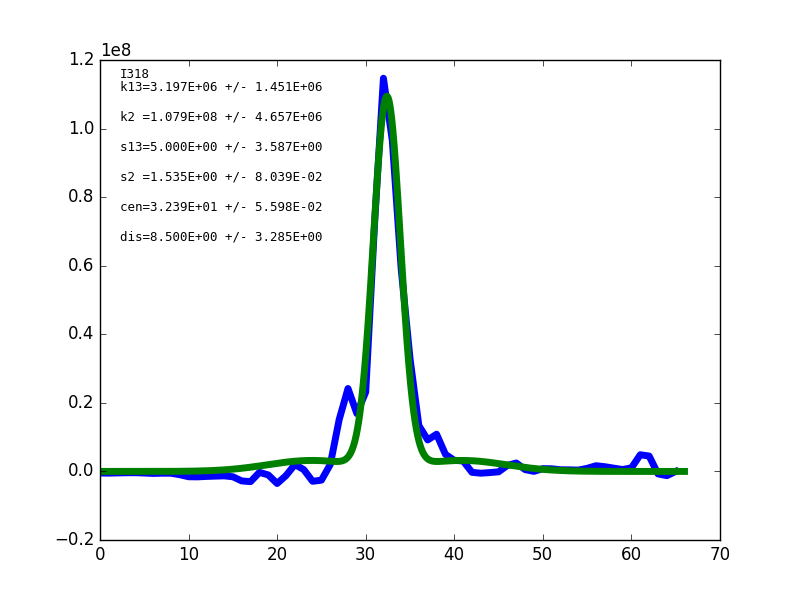 1e8
1.2
1.0
0.8
0.6
0.4
0.2
0.0
−0.2
I318
k13=3.197E+06 +/- 1.451E+06
k2 =1.079E+08 +/- 4.657E+06
s13=5.000E+00 +/- 3.587E+00
s2 =1.535E+00 +/- 8.039E-02
cen=3.239E+01 +/- 5.598E-02
dis=8.500E+00 +/- 3.285E+00
0 10 20 30 40 50 60 70